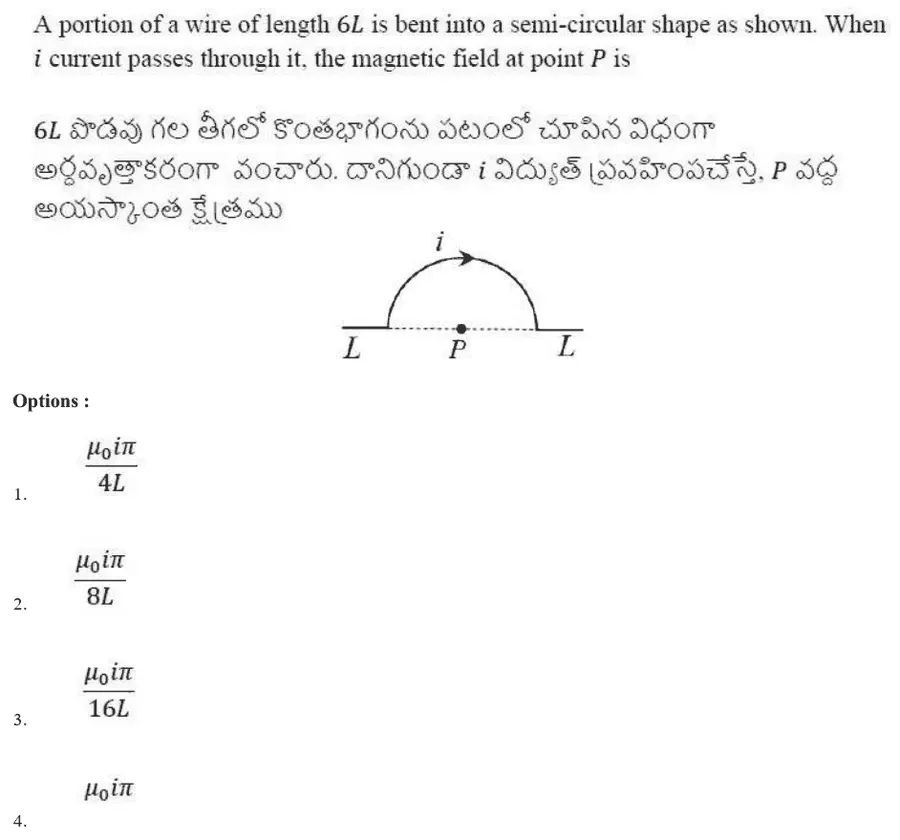 A portion of a wire of length 6L is bent into a semi-circular shape as shown. When
i current passes through it, the magnetic field at point P is
6L పొడవు గల తీగలో కొంతభాగంను పటంలో చూపిన విధంగా
అర్ధవృత్తాకరంగా వంచారు. దానిగుండా i విద్యుత్ ప్రవహింపచేస్తే, P వద్ద
అయస్కాంత క్షేత్రము
i
L P L
Options :
1. μ₀iπ / 4L
2. μ₀iπ / 8L
3. μ₀iπ / 16L
4. μ₀iπ